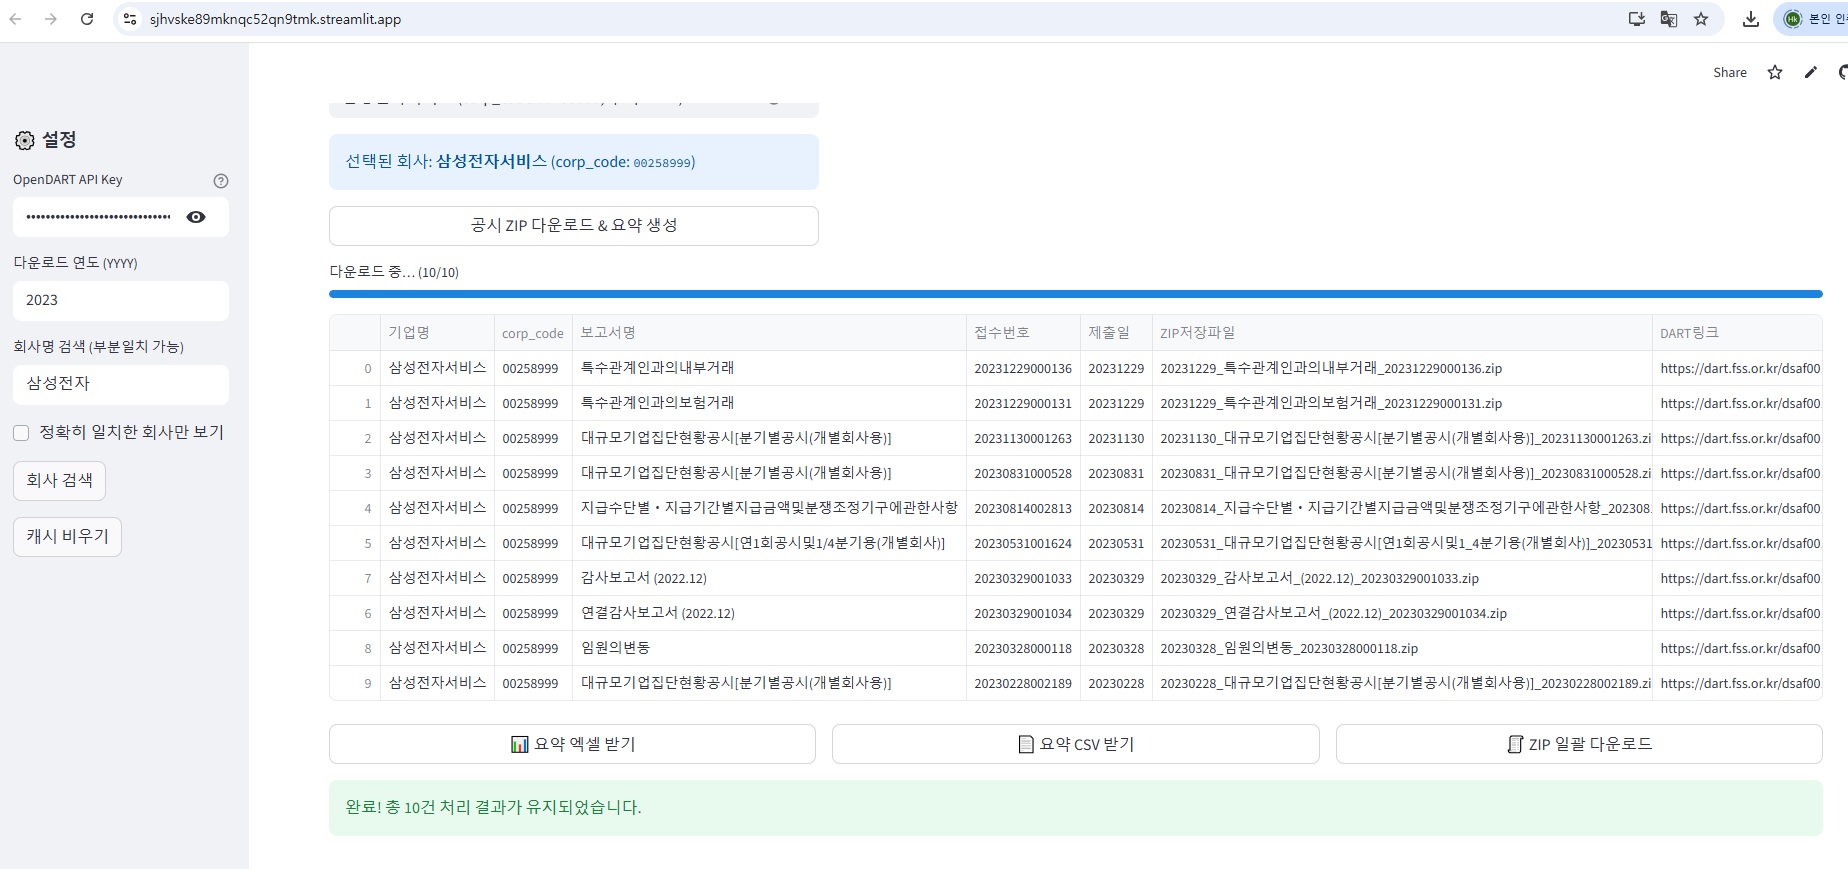 sjhvske89mknqc52qn9tmk.streamlit.app
본인 인
Share
설정
OpenDART API Key
다운로드 연도 (YYYY)
2023
회사명 검색 (부분일치 가능)
삼성전자
정확히 일치한 회사만 보기
회사 검색
캐시 비우기
선택된 회사: 삼성전자서비스 (corp_code: 00258999)
공시 ZIP 다운로드 & 요약 생성
다운로드 중... (10/10)
기업명 corp_code 보고서명 접수번호 제출일 ZIP저장파일 DART링크
0 삼성전자서비스 00258999 특수관계인과의내부거래 20231229000136 20231229 20231229_특수관계인과의내부거래_20231229000136.zip https://dart.fss.or.kr/dsaf00
1 삼성전자서비스 00258999 특수관계인과의보험거래 20231229000131 20231229 20231229_특수관계인과의보험거래_20231229000131.zip https://dart.fss.or.kr/dsaf00
2 삼성전자서비스 00258999 대규모기업집단현황공시[분기별공시(개별회사용)] 20231130001263 20231130 20231130_대규모기업집단현황공시[분기별공시(개별회사용)]_20231130001263.zi https://dart.fss.or.kr/dsaf00
3 삼성전자서비스 00258999 대규모기업집단현황공시[분기별공시(개별회사용)] 20230831000528 20230831 20230831_대규모기업집단현황공시[분기별공시(개별회사용)]_20230831000528.zi https://dart.fss.or.kr/dsaf00
4 삼성전자서비스 00258999 지급수단별・지급기간별지급금액및분쟁조정기구에관한사항 20230814002813 20230814 20230814_지급수단별・지급기간별지급금액및분쟁조정기구에관한사항_202308 https://dart.fss.or.kr/dsaf00
5 삼성전자서비스 00258999 대규모기업집단현황공시[연1회공시및1/4분기용(개별회사)] 20230531001624 20230531 20230531_대규모기업집단현황공시[연1회공시및1_4분기용(개별회사)]_20230531 https://dart.fss.or.kr/dsaf00
7 삼성전자서비스 00258999 감사보고서 (2022.12) 20230329001033 20230329 20230329_감사보고서_(2022.12)_20230329001033.zip https://dart.fss.or.kr/dsaf00
6 삼성전자서비스 00258999 연결감사보고서 (2022.12) 20230329001034 20230329 20230329_연결감사보고서_(2022.12)_20230329001034.zip https://dart.fss.or.kr/dsaf00
8 삼성전자서비스 00258999 임원의변동 20230328000118 20230328 20230328_임원의변동_20230328000118.zip https://dart.fss.or.kr/dsaf00
9 삼성전자서비스 00258999 대규모기업집단현황공시[분기별공시(개별회사용)] 20230228002189 20230228 20230228_대규모기업집단현황공시[분기별공시(개별회사용)]_20230228002189.zi https://dart.fss.or.kr/dsaf00
요약 엑셀 받기
요약 CSV 받기
ZIP 일괄 다운로드
완료! 총 10건 처리 결과가 유지되었습니다.